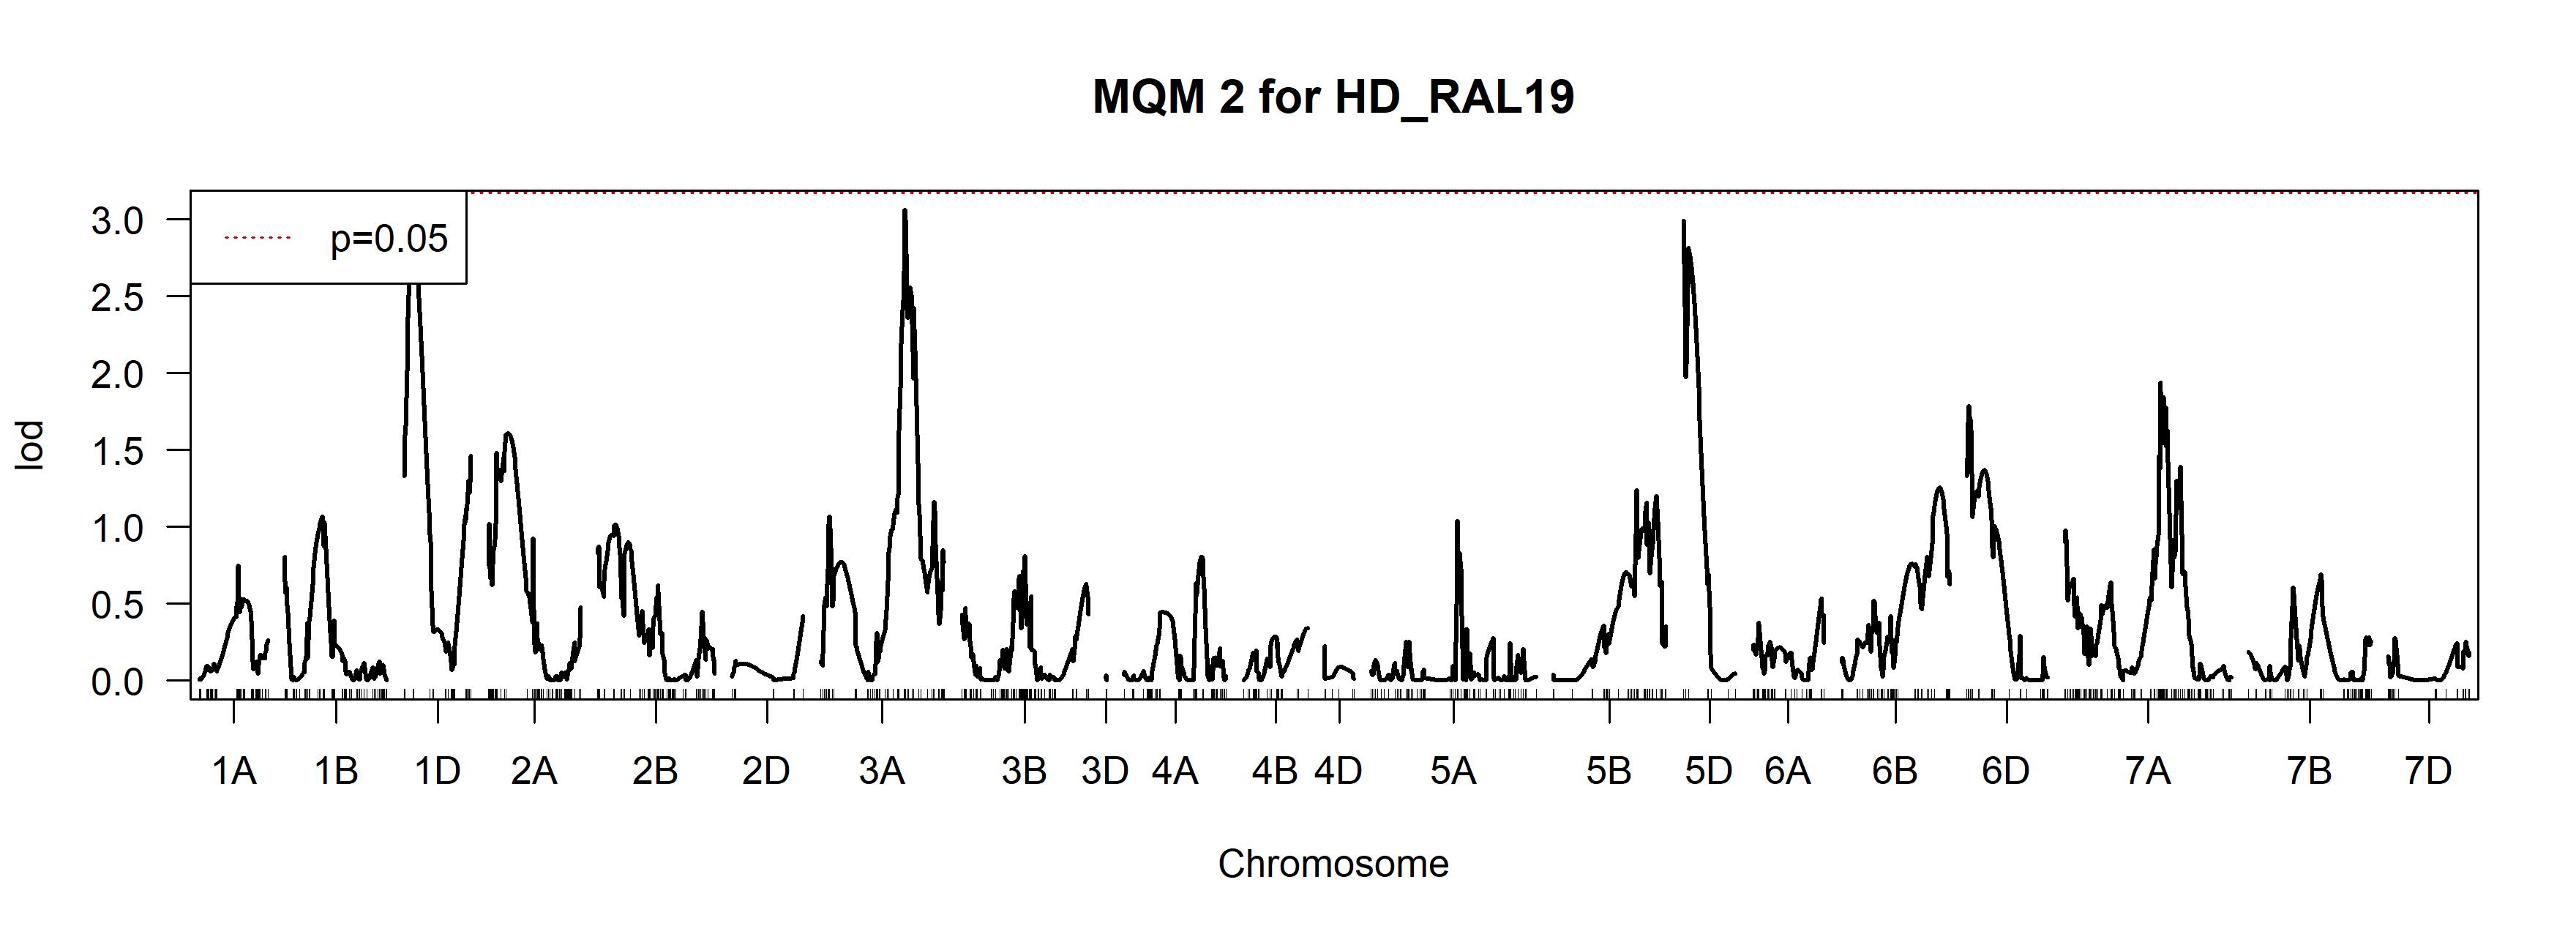 MQM 2 for HD_RAL19
p=0.05
3.0
2.5
2.0
1.5
1.0
0.5
0.0
lod
1A 1B 1D 2A 2B 2D 3A 3B 3D 4A 4B 4D 5A 5B 5D 6A 6B 6D 7A 7B 7D
Chromosome